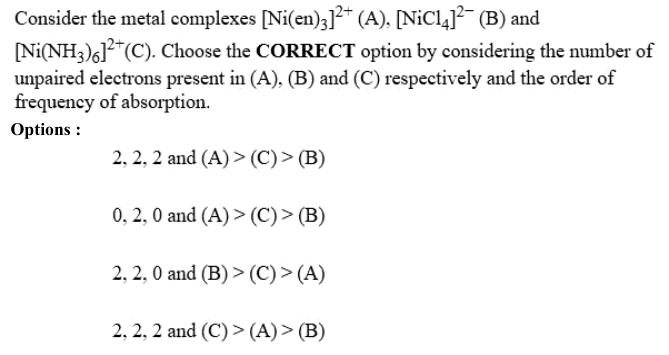 Consider the metal complexes [Ni(en)₃]²⁺ (A), [NiCl₄]²⁻ (B) and
[Ni(NH₃)₆]²⁺(C). Choose the CORRECT option by considering the number of
unpaired electrons present in (A), (B) and (C) respectively and the order of
frequency of absorption.
Options :
2, 2, 2 and (A) > (C) > (B)
0, 2, 0 and (A) > (C) > (B)
2, 2, 0 and (B) > (C) > (A)
2, 2, 2 and (C) > (A) > (B)